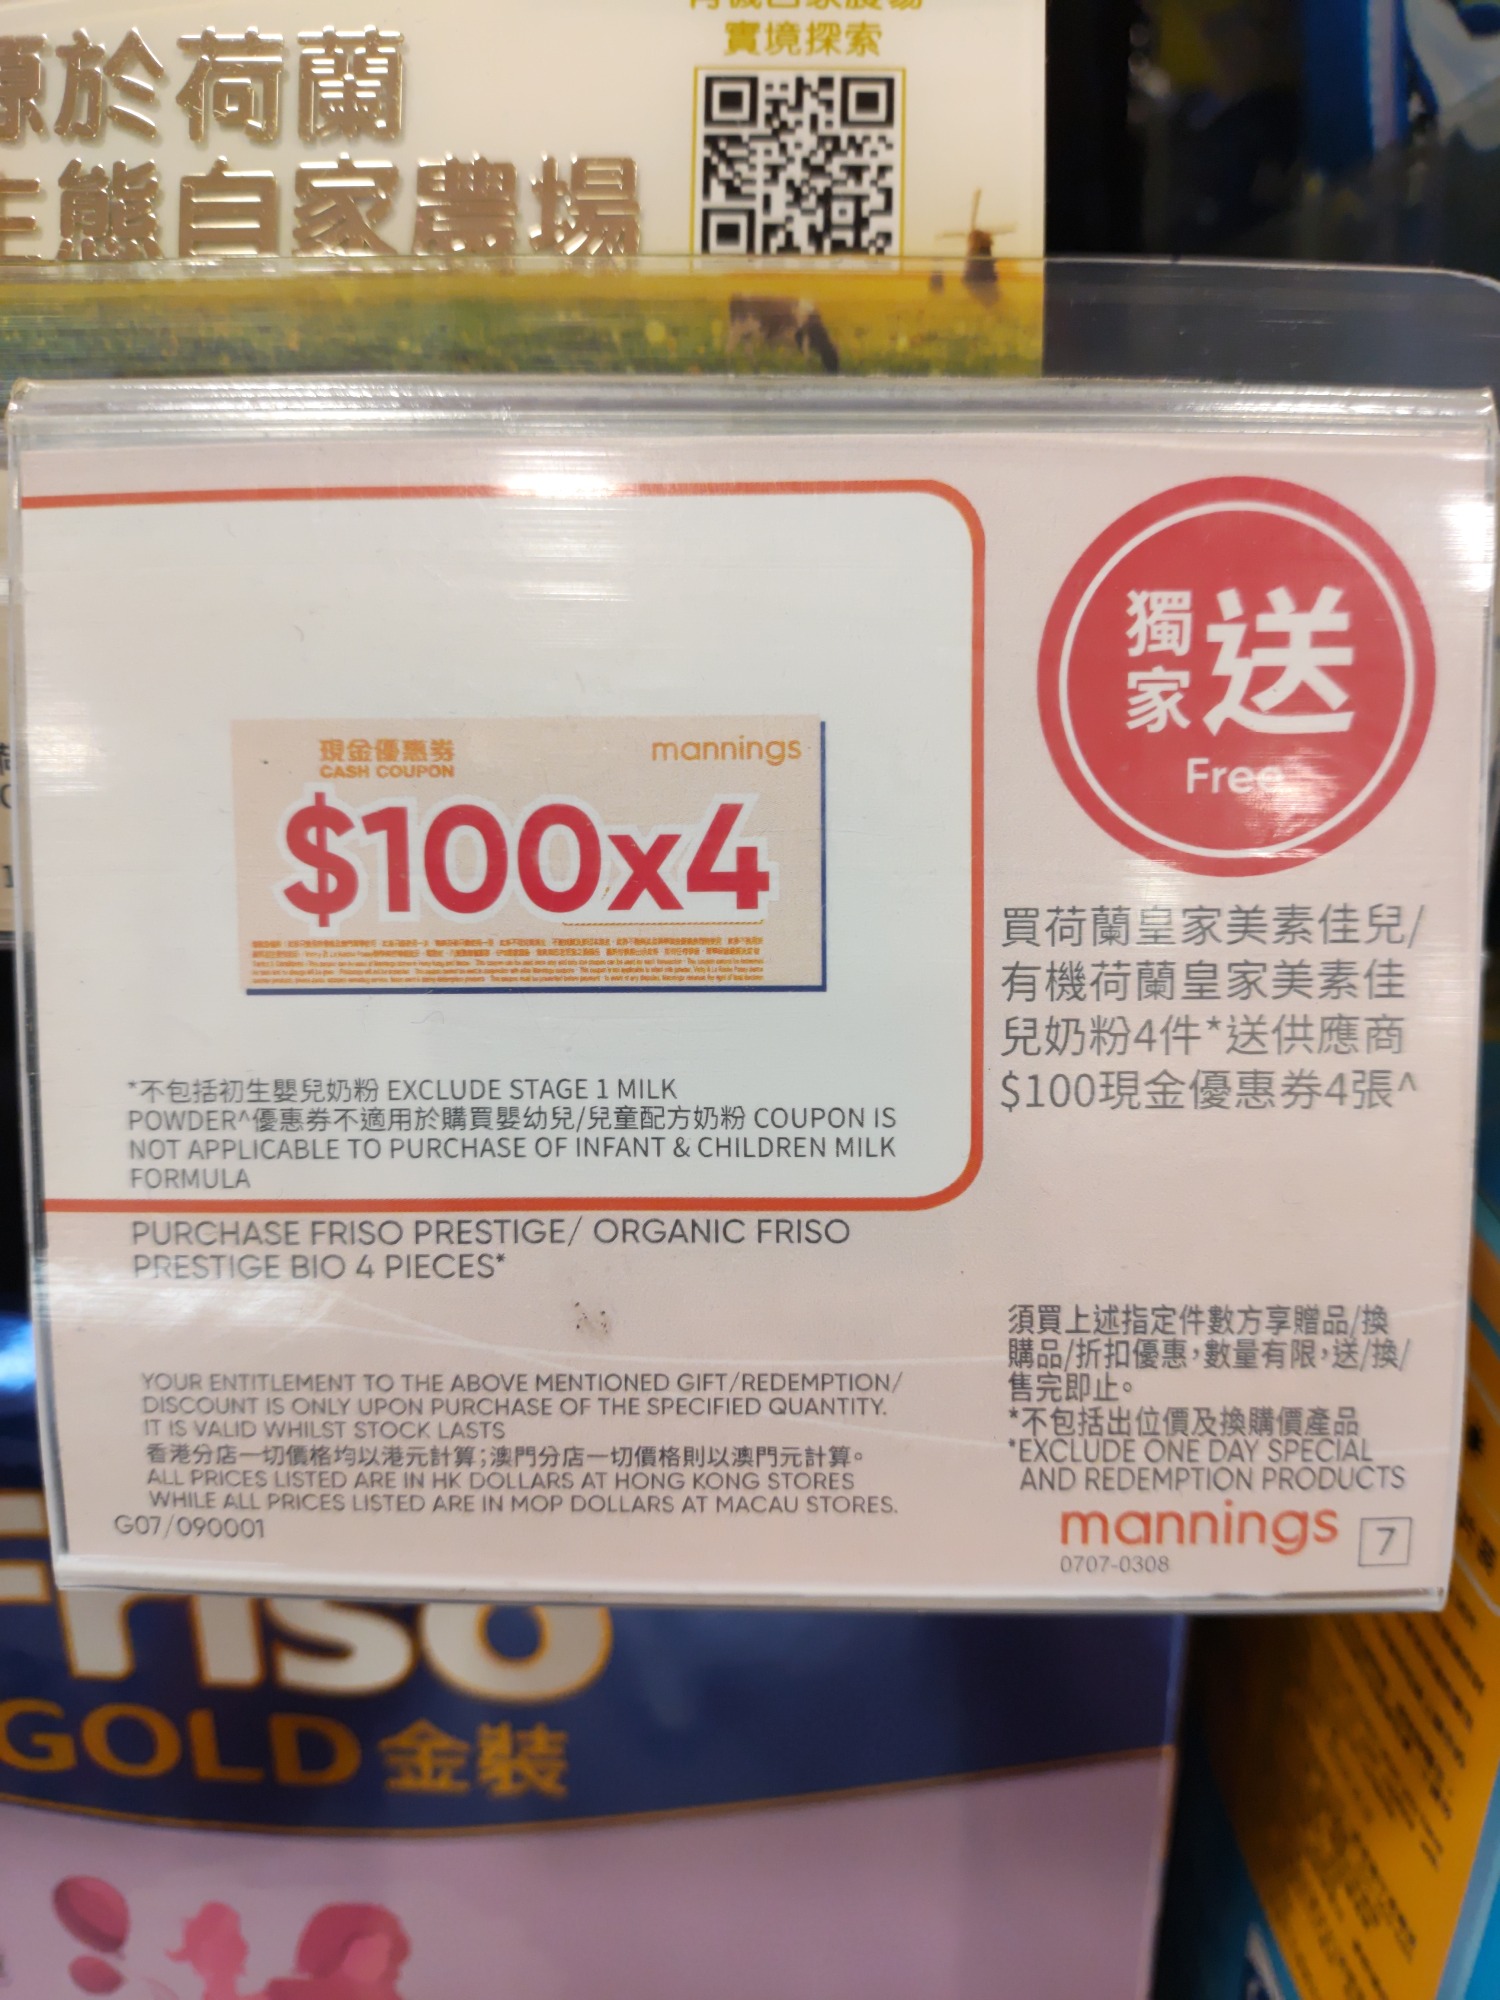 實境探索
源於荷蘭
熊自家農場
獨家送
Free
現金優惠券
CASH COUPON
mannings
$100x4
買荷蘭皇家美素佳兒/
有機荷蘭皇家美素佳
兒奶粉4件*送供應商
$100現金優惠券4張^
*不包括初生嬰兒奶粉 EXCLUDE STAGE 1 MILK
POWDER^優惠券不適用於購買嬰幼兒/兒童配方奶粉 COUPON IS
NOT APPLICABLE TO PURCHASE OF INFANT & CHILDREN MILK
FORMULA
PURCHASE FRISO PRESTIGE/ ORGANIC FRISO
PRESTIGE BIO 4 PIECES*
須買上述指定件數方享贈品/換
購品/折扣優惠,數量有限,送/換/
售完即止。
*不包括出位價及換購價產品
*EXCLUDE ONE DAY SPECIAL
AND REDEMPTION PRODUCTS
YOUR ENTITLEMENT TO THE ABOVE MENTIONED GIFT/REDEMPTION/
DISCOUNT IS ONLY UPON PURCHASE OF THE SPECIFIED QUANTITY.
IT IS VALID WHILST STOCK LASTS
香港分店一切價格均以港元計算;澳門分店一切價格則以澳門元計算。
ALL PRICES LISTED ARE IN HK DOLLARS AT HONG KONG STORES
WHILE ALL PRICES LISTED ARE IN MOP DOLLARS AT MACAU STORES.
G07/090001
mannings
7
0707-0308
FRISO
GOLD 金裝